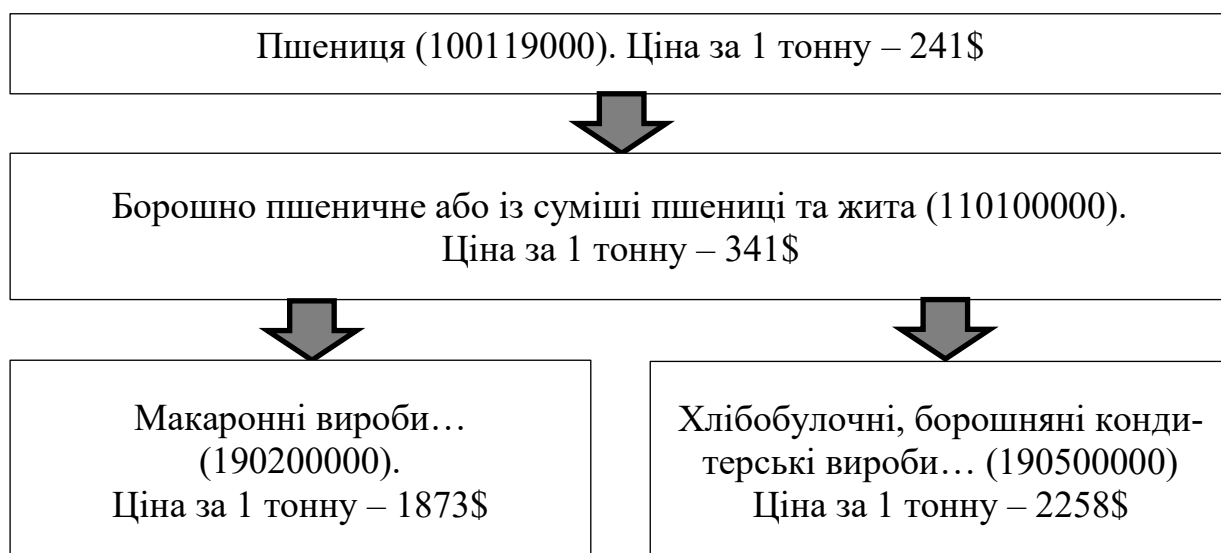 Пшениця (100119000). Ціна за 1 тонну – 241$
Борошно пшеничне або із суміші пшениці та жита (110100000).
Ціна за 1 тонну – 341$
Макаронні вироби…
(190200000).
Ціна за 1 тонну – 1873$
Хлібобулочні, борошняні конди-
терські вироби… (190500000)
Ціна за 1 тонну – 2258$